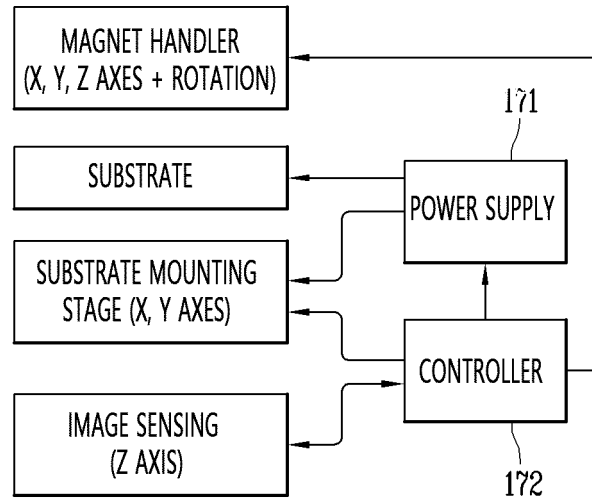 MAGNET HANDLER
(X, Y, Z AXES + ROTATION)
171
SUBSTRATE
POWER SUPPLY
SUBSTRATE MOUNTING
STAGE (X, Y AXES)
CONTROLLER
IMAGE SENSING
(Z AXIS)
172